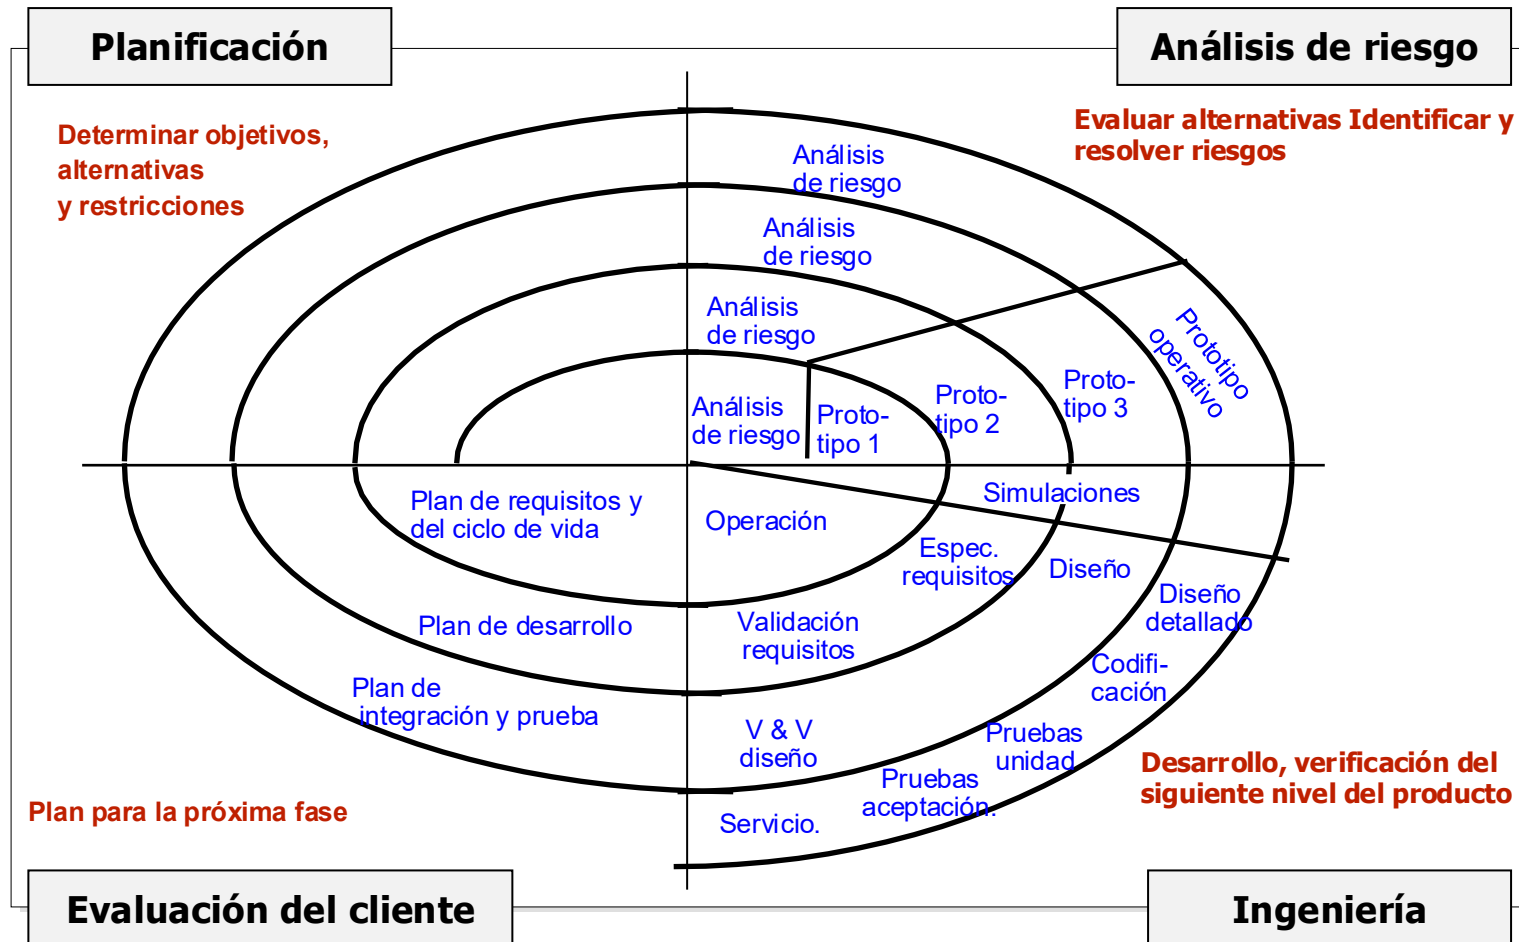 Planificación
Análisis de riesgo
Determinar objetivos,
alternativas
y restricciones
Evaluar alternativas Identificar y
resolver riesgos
Análisis
de riesgo
Análisis
de riesgo
Análisis
de riesgo
Análisis
de riesgo
Proto-
tipo 1
Proto-
tipo 2
Proto-
tipo 3
Prototipo
operativo
Plan de requisitos y
del ciclo de vida
Operación
Simulaciones
Espec.
requisitos
Diseño
Diseño
detallado
Plan de desarrollo
Validación
requisitos
Codifi-
cación
Plan de
integración y prueba
V & V
diseño
Pruebas
unidad
Pruebas
aceptación.
Servicio.
Desarrollo, verificación del
siguiente nivel del producto
Plan para la próxima fase
Evaluación del cliente
Ingeniería